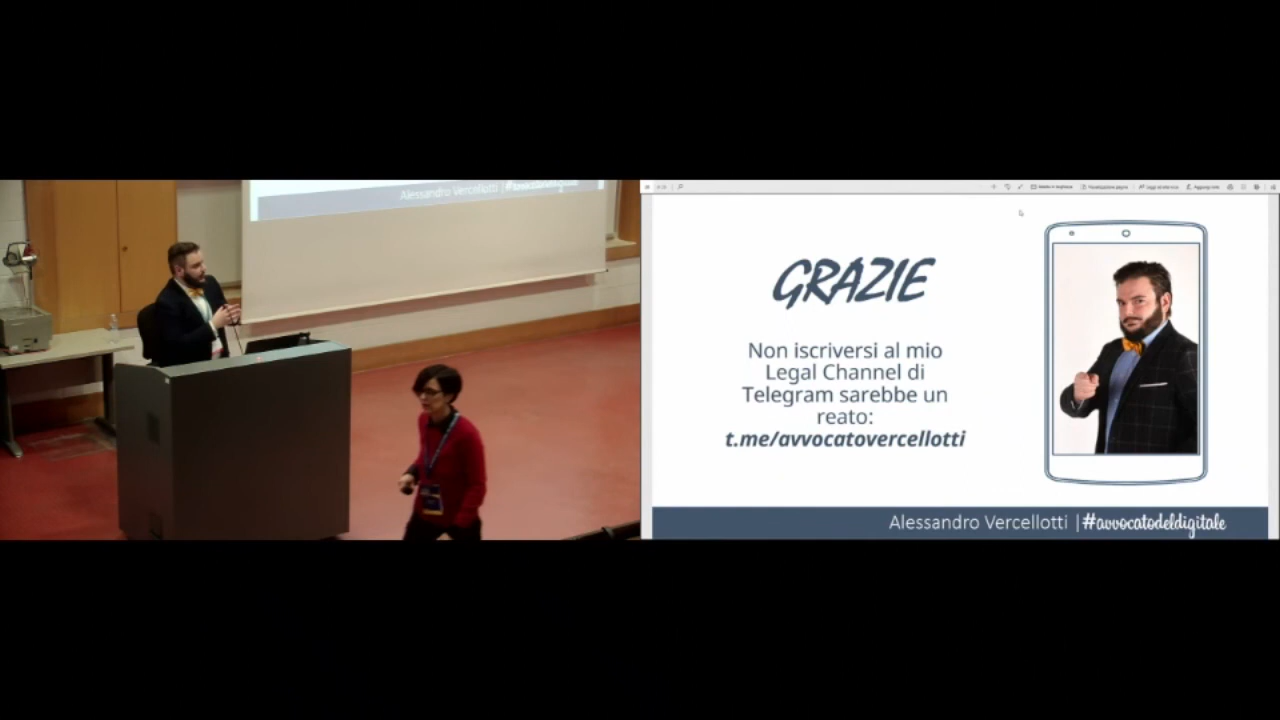 Alessandro Vercellotti
GRAZIE
Non iscriversi al mio
Legal Channel di
Telegram sarebbe un
reato:
t.me/avvocatovercellotti
Alessandro Vercellotti | #avvocatodeldigitale